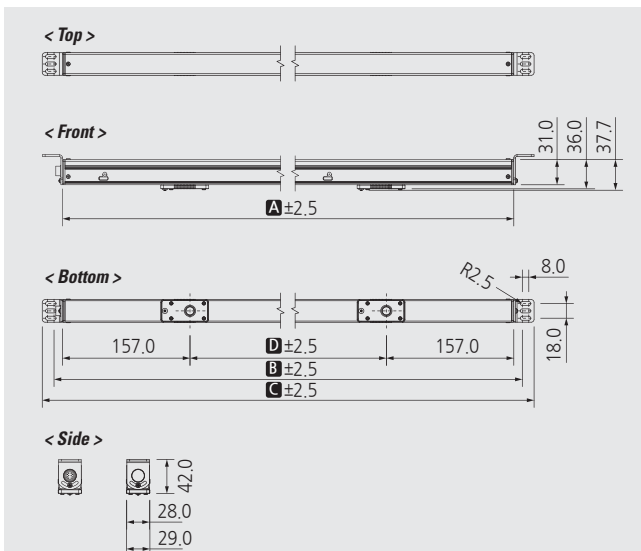 < Top >
< Front >
31.0
36.0
37.7
A ±2.5
< Bottom >
R2.5
8.0
18.0
157.0 D ±2.5 157.0
B ±2.5
C ±2.5
< Side >
42.0
28.0
29.0